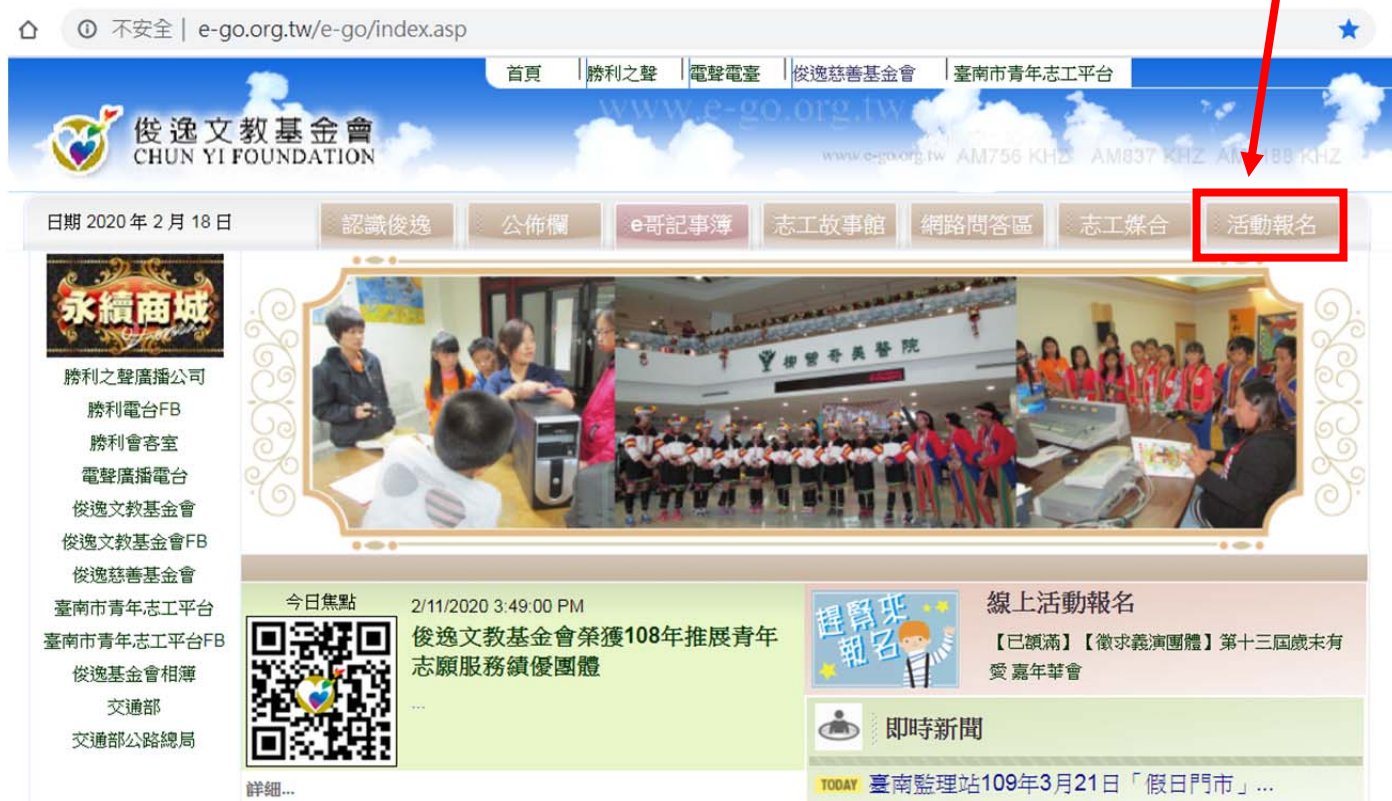 不安全 | e-go.org.tw/e-go/index.asp
首頁 勝利之聲 電聲電臺 俊逸慈善基金會 臺南市青年志工平台
www.e-go.org.tw
俊逸文教基金會
CHUN YI FOUNDATION
www.e-go.org.tw AM756 KHZ AM837 KHZ AM1188 KHZ
日期 2020 年 2 月 18 日
認識俊逸 公佈欄 e哥記事簿 志工故事館 網路問答區 志工媒合 活動報名
永續商城
勝利之聲廣播公司
勝利電台FB
勝利會客室
電聲廣播電台
俊逸文教基金會
俊逸文教基金會FB
俊逸慈善基金會
臺南市青年志工平台
臺南市青年志工平台FB
俊逸基金會相簿
交通部
交通部公路總局
柳營奇美醫院
今日焦點
2/11/2020 3:49:00 PM
俊逸文教基金會榮獲108年推展青年
志願服務績優團體
...
詳細...
趕緊來
報名
線上活動報名
【已額滿】【徵求義演團體】第十三屆歲末有
愛 嘉年華會
即時新聞
TODAY 臺南監理站109年3月21日「假日門市」...